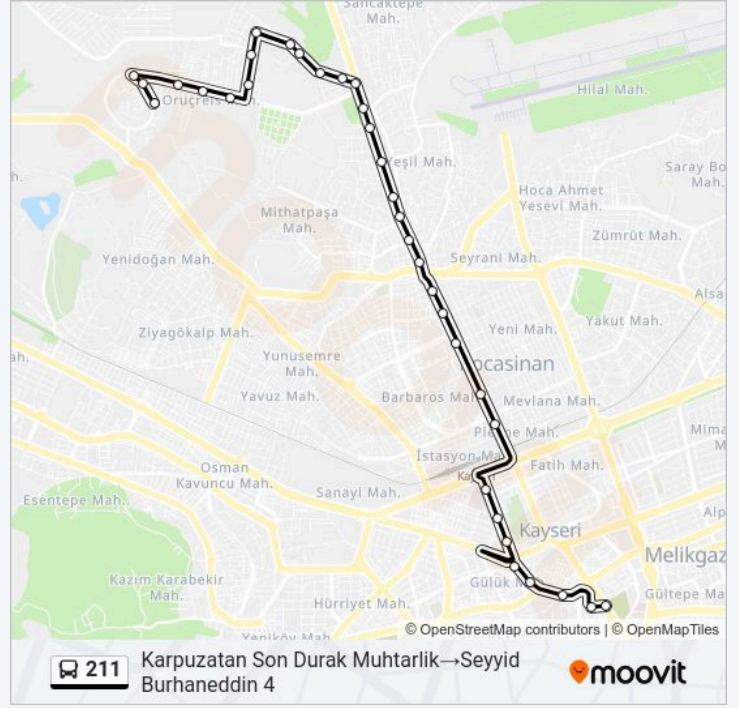 Sancaktepe
Mah.
Hilal Mah.
Yeşil Mah.
Saray Bo
Mah.
Hoca Ahmet
Yesevi Mah.
Mithatpaşa
Mah.
Zümrüt Mah.
Yenidoğan Mah.
Seyrani Mah.
Alsa
Ziyagökalp Mah.
Yeni Mah.
Yakut Mah.
Yunusemre
Mah.
ocasinan
Yavuz Mah.
Barbaros Mah
Mevlana Mah.
Mima
M
İstasyon Ma
Fatih Mah.
Osman
Kavuncu Mah.
Sanayi Mah.
Esentepe Mah.
Alp
Kayseri
Melikgaz
Kazım Karabekir
Mah.
Gülük M
Gültepe Ma
Hürriyet Mah.
Yeniköy Mah.
© OpenStreetMap contributors | © OpenMapTiles
211
Karpuzatan Son Durak Muhtarlik→Seyyid
Burhaneddin 4
moovit